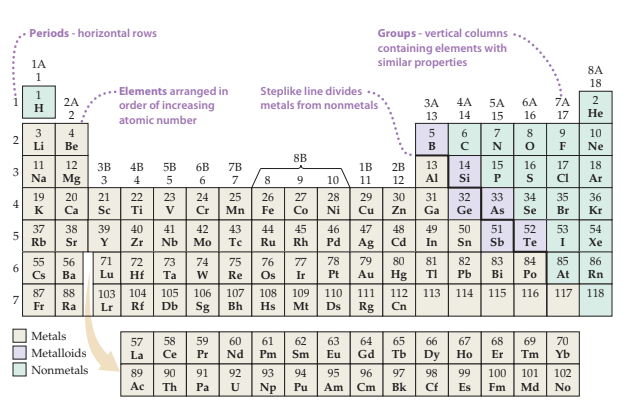 Periods - horizontal rows
Groups - vertical columns
containing elements with
similar properties
1A
1
8A
18
1
1
H
2A
2
Elements arranged in
order of increasing
atomic number
Steplike line divides
metals from nonmetals
3A 4A 5A 6A 7A
13 14 15 16 17
2
He
2
3 4 5 6 7 8 9 10
Li Be B C N O F Ne
3
11 12 13 14 15 16 17 18
Na Mg Al Si P S Cl Ar
3B 4B 5B 6B 7B 8B 1B 2B
3 4 5 6 7 8 9 10 11 12
4
19 20 21 22 23 24 25 26 27 28 29 30 31 32 33 34 35 36
K Ca Sc Ti V Cr Mn Fe Co Ni Cu Zn Ga Ge As Se Br Kr
5
37 38 39 40 41 42 43 44 45 46 47 48 49 50 51 52 53 54
Rb Sr Y Zr Nb Mo Tc Ru Rh Pd Ag Cd In Sn Sb Te I Xe
6
55 56 71 72 73 74 75 76 77 78 79 80 81 82 83 84 85 86
Cs Ba Lu Hf Ta W Re Os Ir Pt Au Hg Tl Pb Bi Po At Rn
7
87 88 103 104 105 106 107 108 109 110 111 112 113 114 115 116 117 118
Fr Ra Lr Rf Db Sg Bh Hs Mt Ds Rg Cn
Metals
Metalloids
Nonmetals
57 58 59 60 61 62 63 64 65 66 67 68 69 70
La Ce Pr Nd Pm Sm Eu Gd Tb Dy Ho Er Tm Yb
89 90 91 92 93 94 95 96 97 98 99 100 101 102
Ac Th Pa U Np Pu Am Cm Bk Cf Es Fm Md No